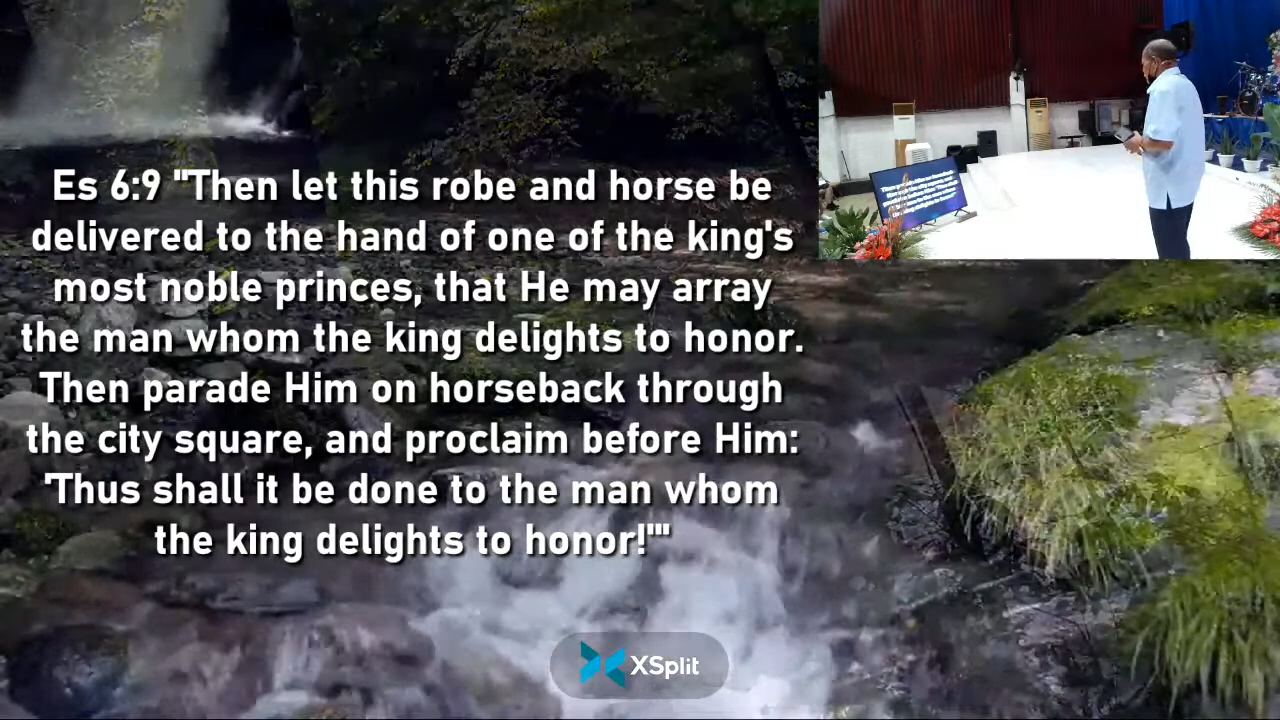 Es 6:9 "Then let this robe and horse be
delivered to the hand of one of the king's
most noble princes, that He may array
the man whom the king delights to honor.
Then parade Him on horseback through
the city square, and proclaim before Him:
'Thus shall it be done to the man whom
the king delights to honor!'"
XSplit